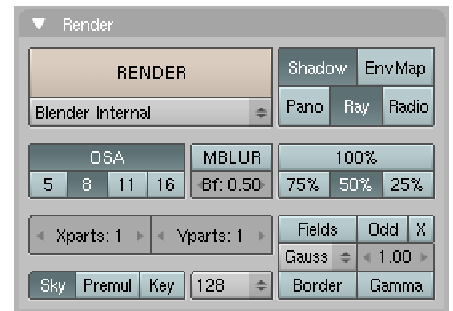 Render
RENDER
Blender Internal
Shadow EnvMap
Pano Ray Radio
OSA
5 8 11 16
MBLUR
Bf: 0.50
100%
75% 50% 25%
Xparts: 1 Yparts: 1
Fields Odd X
Gauss 1.00
Sky Premul Key 128
Border Gamma